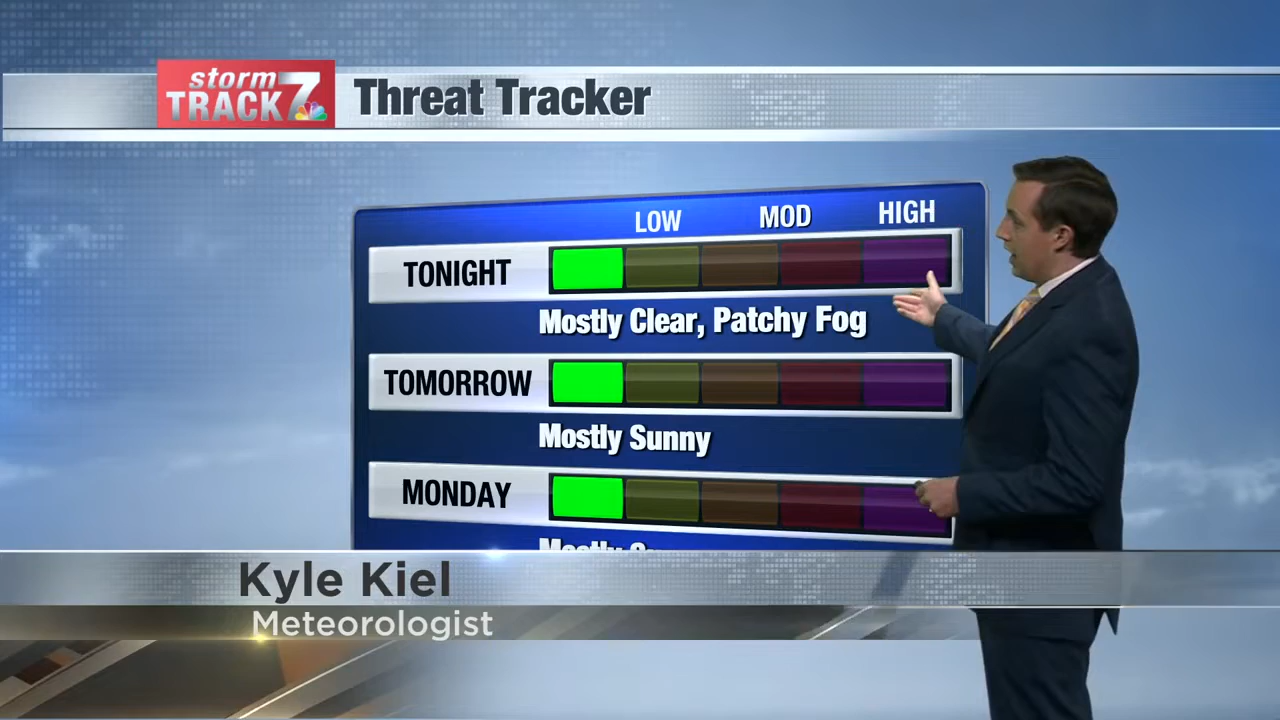 storm
TRACK 7
Threat Tracker
LOW MOD HIGH
TONIGHT
Mostly Clear, Patchy Fog
TOMORROW
Mostly Sunny
MONDAY
Mostly
Kyle Kiel
Meteorologist